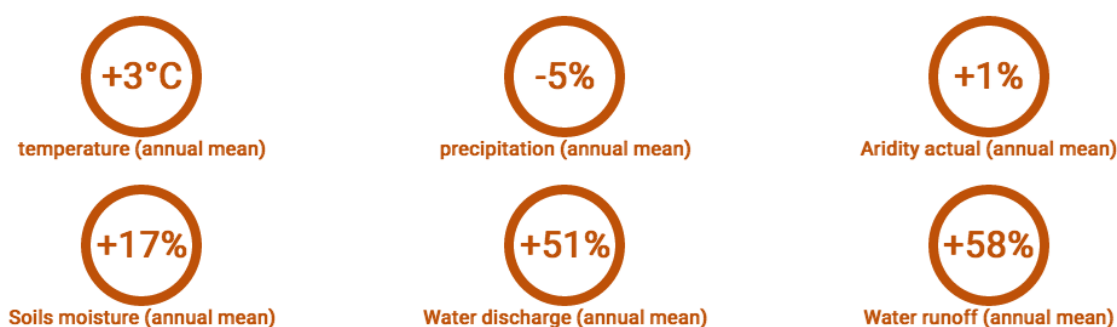 +3°C
-5%
+1%
temperature (annual mean)
precipitation (annual mean)
Aridity actual (annual mean)
+17%
+51%
+58%
Soils moisture (annual mean)
Water discharge (annual mean)
Water runoff (annual mean)